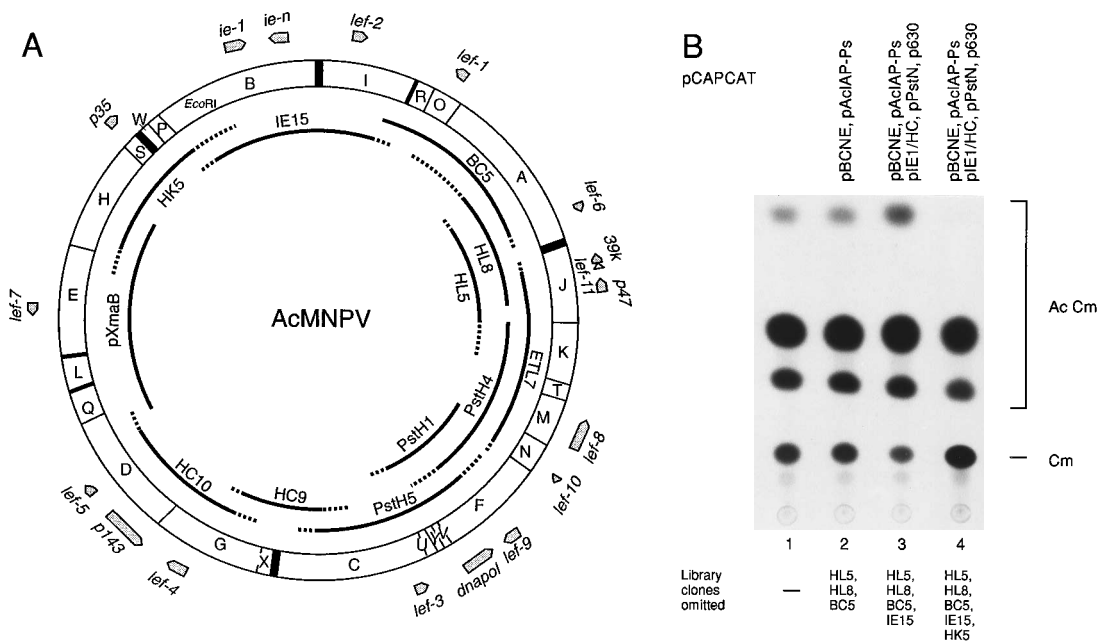 A
ie-1
ie-n
lef-2
lef-1
lef-6
39k
lef-11
p47
lef-8
lef-10
lef-9
dnapol
lef-3
lef-4
p143
lef-5
lef-7
p35
EcoRI
B
I
R
O
A
J
K
T
M
N
F
V
U
C
X
G
D
Q
L
E
H
S
W
P
IE15
BC5
HL8
HL5
ETL7
PstH4
PstH1
PstH5
HC9
HC10
pXmaB
HK5
AcMNPV
B
pCAPCAT
pBCNE, pAcIAP-Ps
pBCNE, pAcIAP-Ps
pIE1/HC, pPstN, p630
pBCNE, pAcIAP-Ps
pIE1/HC, pPstN, p630
Ac Cm
Cm
1 2 3 4
Library clones omitted
—
HL5,
HL8,
BC5
HL5,
HL8,
BC5,
IE15
HL5,
HL8,
BC5,
IE15,
HK5